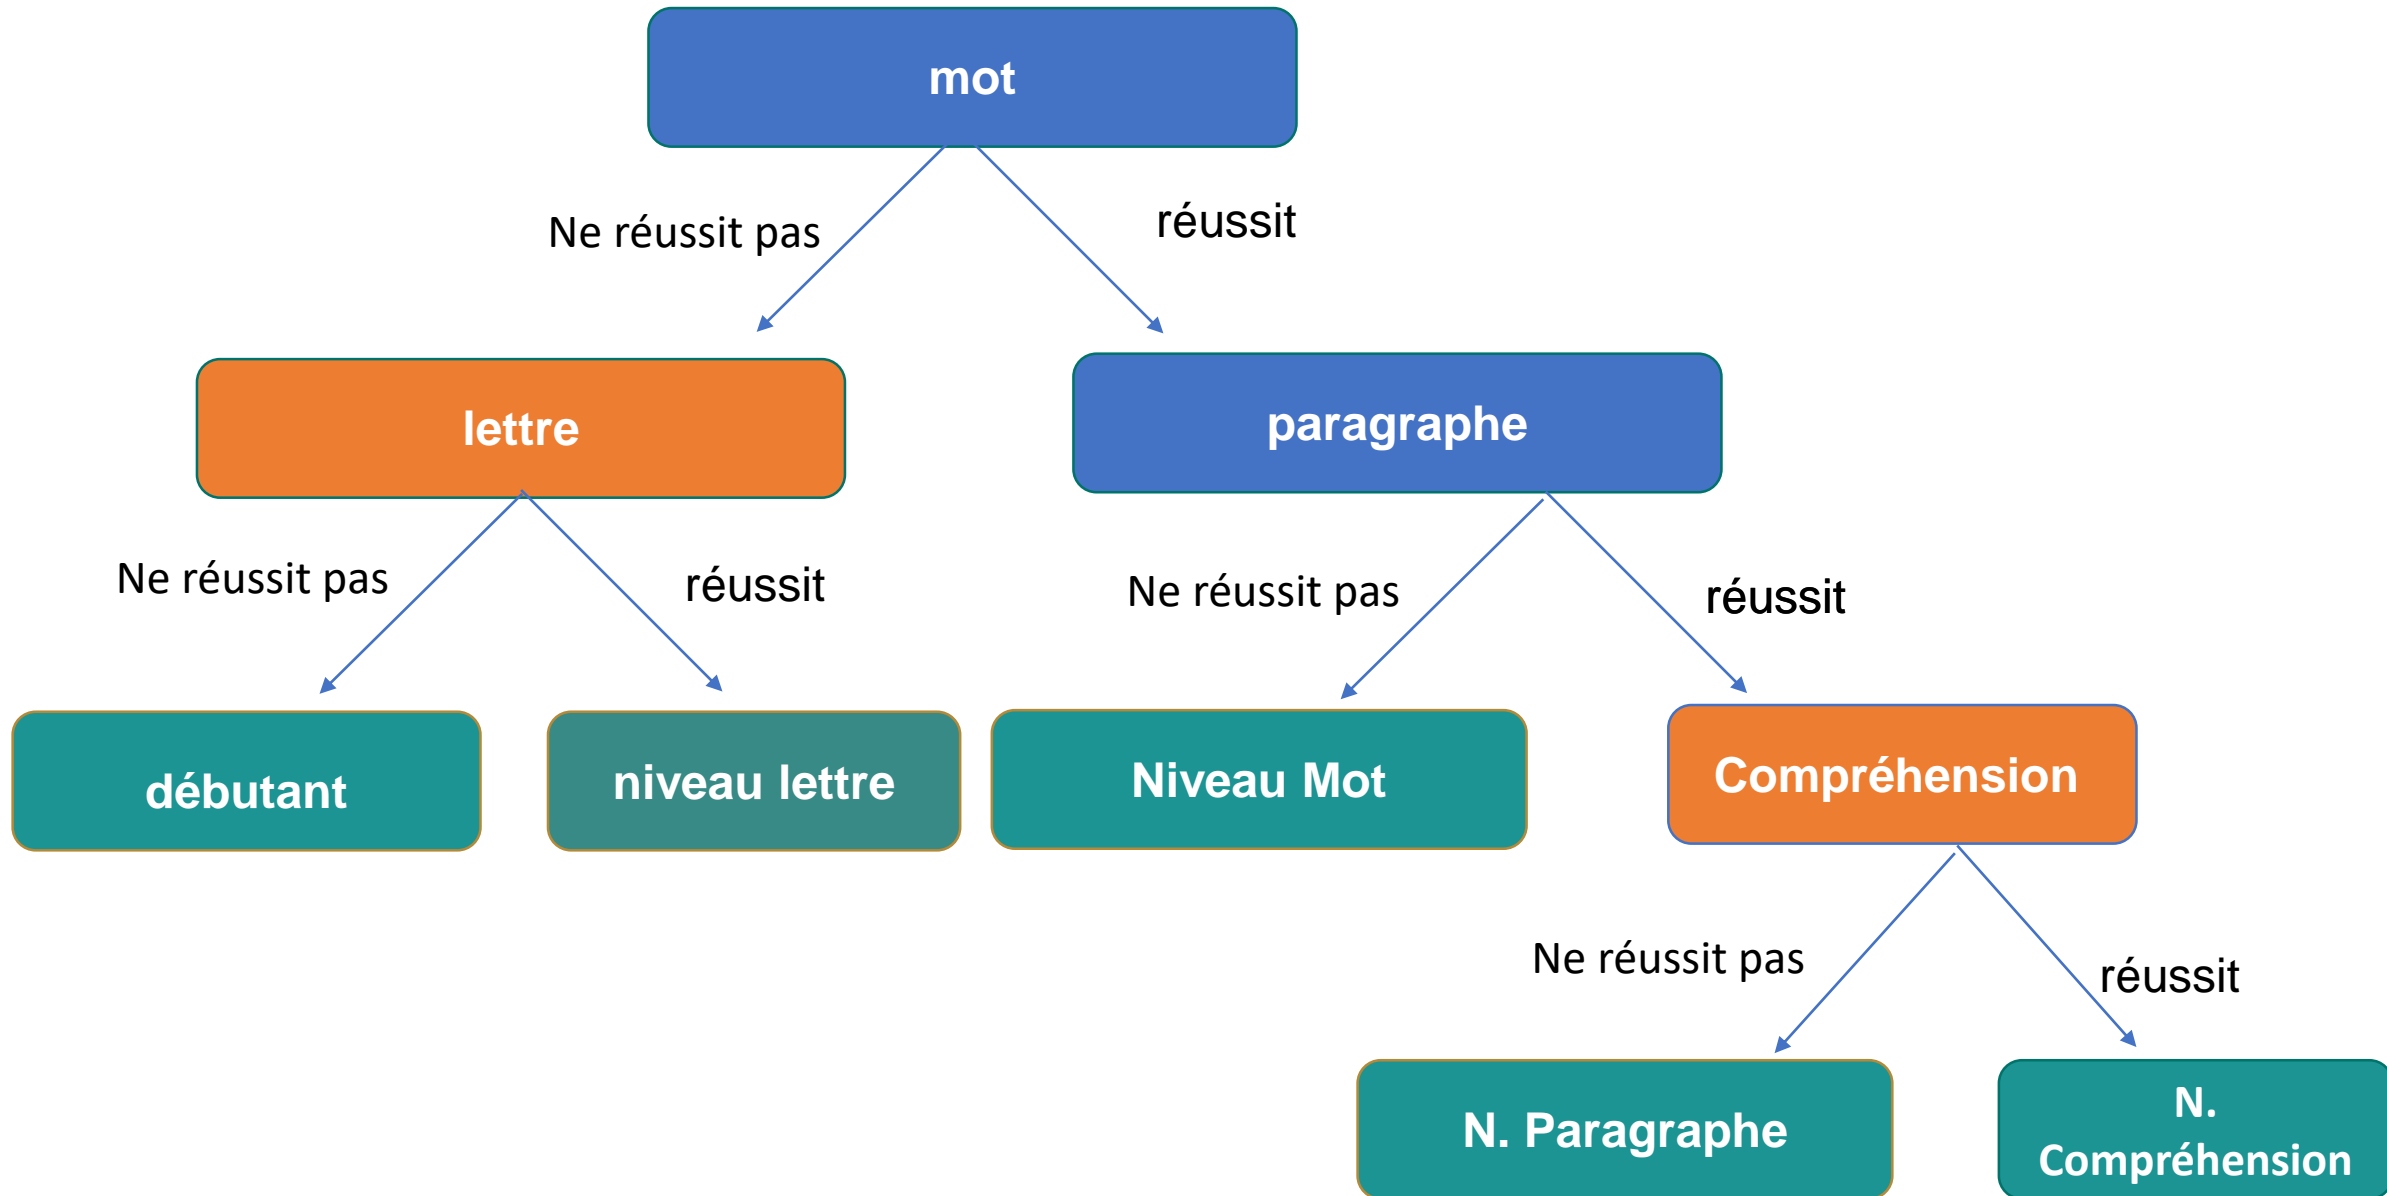 mot
Ne réussit pas
réussit
lettre
paragraphe
Ne réussit pas
réussit
Ne réussit pas
réussit
débutant
niveau lettre
Niveau Mot
Compréhension
Ne réussit pas
réussit
N. Paragraphe
N.
Compréhension